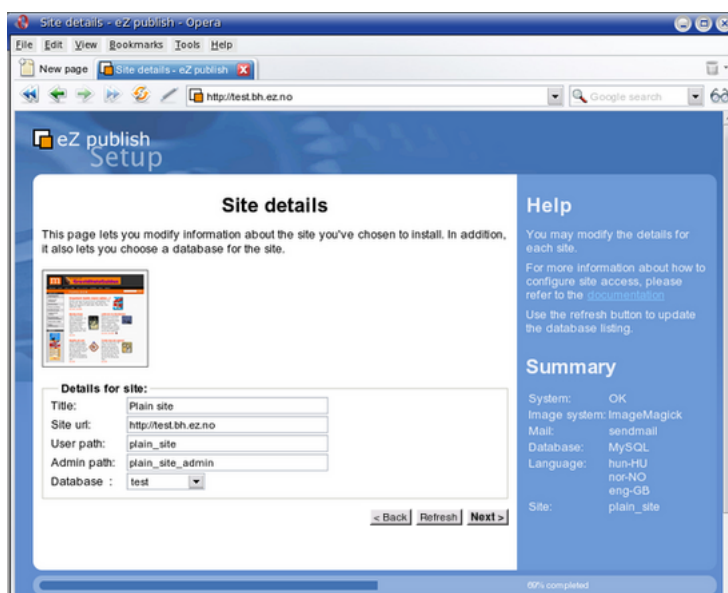 Site details - eZ publish - Opera
File Edit View Bookmarks Tools Help
New page Site details - eZ publish
http://test.bh.ez.no Google search
eZ publish
Setup
Site details
This page lets you modify information about the site you've chosen to install. In addition,
it also lets you choose a database for the site.
Details for site:
Title: Plain site
Site url: http://test.bh.ez.no
User path: plain_site
Admin path: plain_site_admin
Database : test
< Back Refresh Next >
Help
You may modify the details for
each site.
For more information about how to
configure site access, please
refer to the documentation
Use the refresh button to update
the database listing.
Summary
System: OK
Image system: ImageMagick
Mail: sendmail
Database: MySQL
Language: hun-HU
nor-NO
eng-GB
Site: plain_site
69% completed